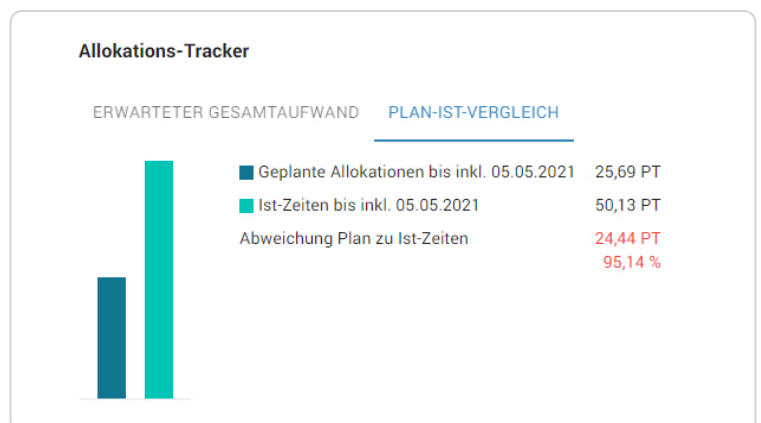 Allokations-Tracker
ERWARTETER GESAMTAUFWAND PLAN-IST-VERGLEICH
Geplante Allokationen bis inkl. 05.05.2021 25,69 PT
Ist-Zeiten bis inkl. 05.05.2021 50,13 PT
Abweichung Plan zu Ist-Zeiten 24,44 PT
95,14 %